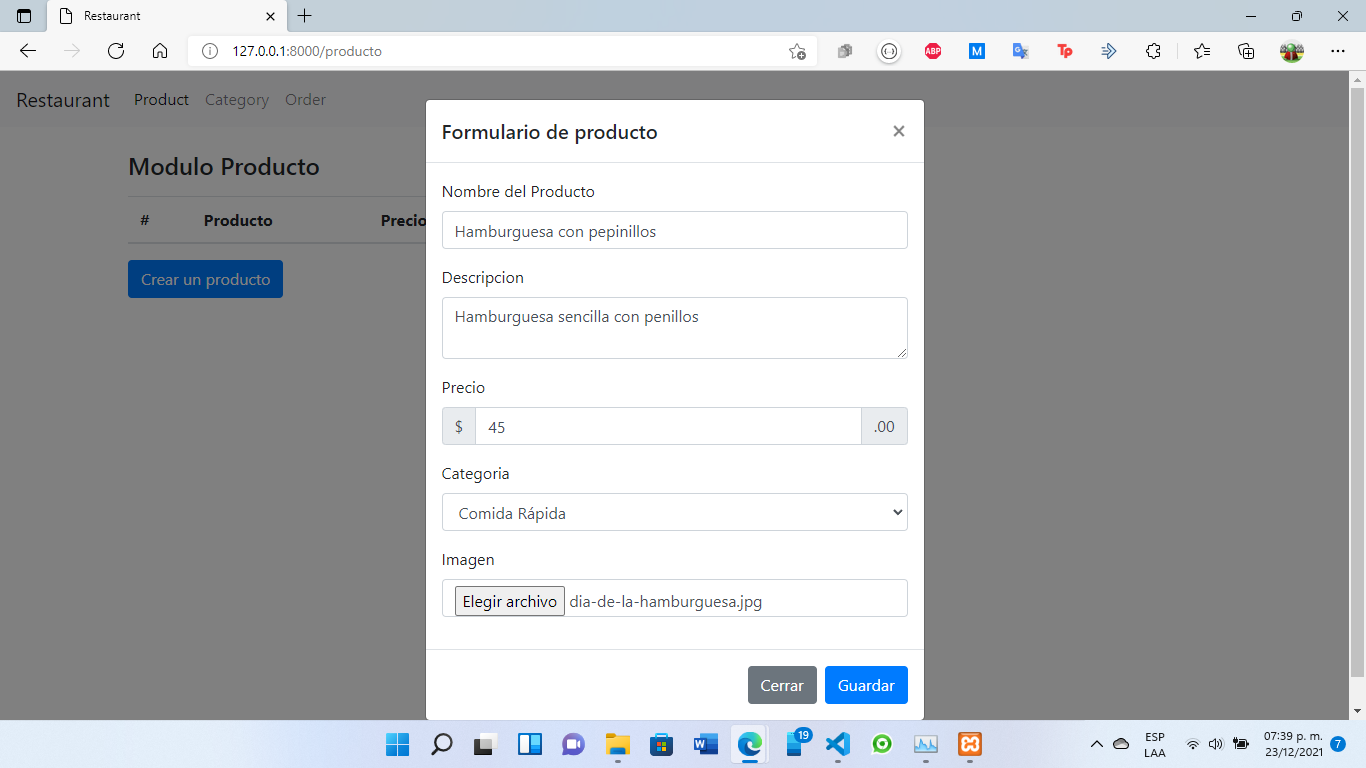 Restaurant
127.0.0.1:8000/producto
ABP
M
Tp
Restaurant Product Category Order
Formulario de producto
×
Modulo Producto
# Producto Precio
Crear un producto
Nombre del Producto
Hamburguesa con pepinillos
Descripcion
Hamburguesa sencilla con penillos
Precio
$ 45 .00
Categoria
Comida Rápida
Imagen
Elegir archivo dia-de-la-hamburguesa.jpg
Cerrar Guardar
W
19
ESP
LAA
07:39 p. m.
23/12/2021
7